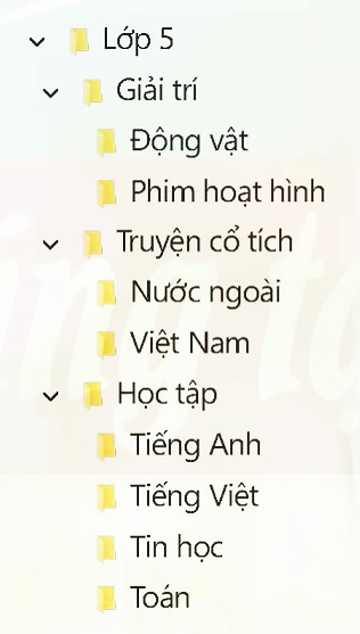 Lớp 5
Giải trí
Động vật
Phim hoạt hình
Truyện cổ tích
Nước ngoài
Việt Nam
Học tập
Tiếng Anh
Tiếng Việt
Tin học
Toán